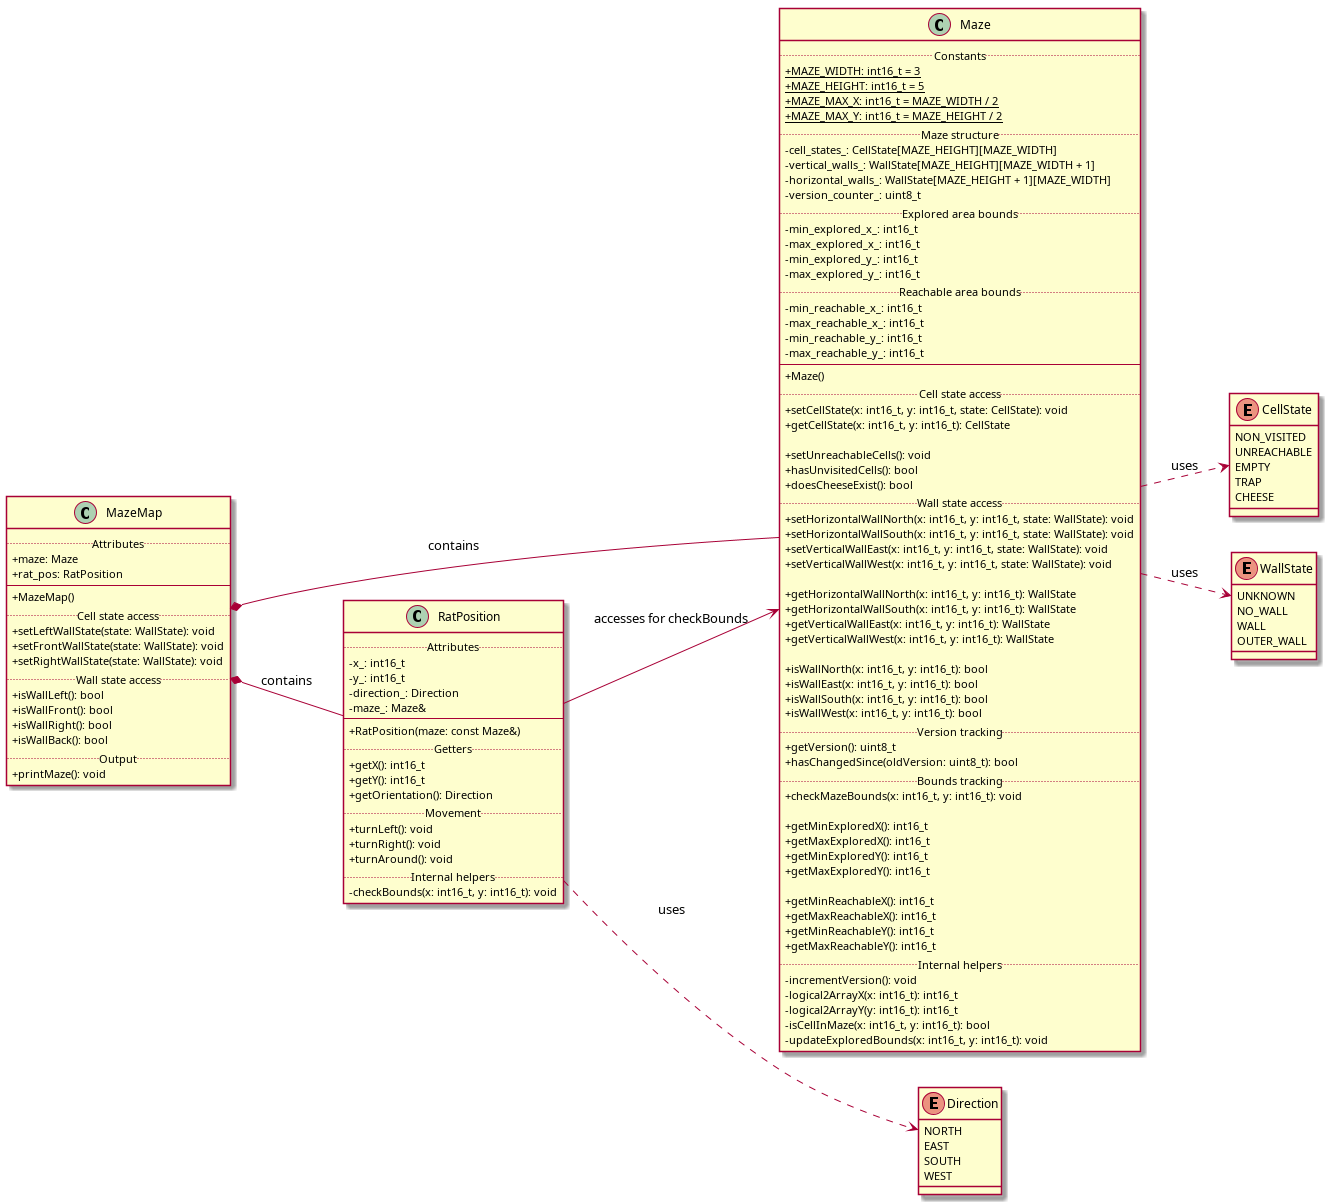 Maze
Constants
+MAZE_WIDTH: int16_t = 3
+MAZE_HEIGHT: int16_t = 5
+MAZE_MAX_X: int16_t = MAZE_WIDTH / 2
+MAZE_MAX_Y: int16_t = MAZE_HEIGHT / 2
Maze structure
-cell_states_: CellState[MAZE_HEIGHT][MAZE_WIDTH]
-vertical_walls_: WallState[MAZE_HEIGHT][MAZE_WIDTH + 1]
-horizontal_walls_: WallState[MAZE_HEIGHT + 1][MAZE_WIDTH]
-version_counter_: uint8_t
Explored area bounds
-min_explored_x_: int16_t
-max_explored_x_: int16_t
-min_explored_y_: int16_t
-max_explored_y_: int16_t
Reachable area bounds
-min_reachable_x_: int16_t
-max_reachable_x_: int16_t
-min_reachable_y_: int16_t
-max_reachable_y_: int16_t
+Maze()
Cell state access
+setCellState(x: int16_t, y: int16_t, state: CellState): void
+getCellState(x: int16_t, y: int16_t): CellState
+setUnreachableCells(): void
+hasUnvisitedCells(): bool
+doesCheeseExist(): bool
Wall state access
+setHorizontalWallNorth(x: int16_t, y: int16_t, state: WallState): void
+setHorizontalWallSouth(x: int16_t, y: int16_t, state: WallState): void
+setVerticalWallEast(x: int16_t, y: int16_t, state: WallState): void
+setVerticalWallWest(x: int16_t, y: int16_t, state: WallState): void
+getHorizontalWallNorth(x: int16_t, y: int16_t): WallState
+getHorizontalWallSouth(x: int16_t, y: int16_t): WallState
+getVerticalWallEast(x: int16_t, y: int16_t): WallState
+getVerticalWallWest(x: int16_t, y: int16_t): WallState
+isWallNorth(x: int16_t, y: int16_t): bool
+isWallEast(x: int16_t, y: int16_t): bool
+isWallSouth(x: int16_t, y: int16_t): bool
+isWallWest(x: int16_t, y: int16_t): bool
Version tracking
+getVersion(): uint8_t
+hasChangedSince(oldVersion: uint8_t): bool
Bounds tracking
+checkMazeBounds(x: int16_t, y: int16_t): void
+getMinExploredX(): int16_t
+getMaxExploredX(): int16_t
+getMinExploredY(): int16_t
+getMaxExploredY(): int16_t
+getMinReachableX(): int16_t
+getMaxReachableX(): int16_t
+getMinReachableY(): int16_t
+getMaxReachableY(): int16_t
Internal helpers
-incrementVersion(): void
-logical2ArrayX(x: int16_t): int16_t
-logical2ArrayY(y: int16_t): int16_t
-isCellInMaze(x: int16_t, y: int16_t): bool
-updateExploredBounds(x: int16_t, y: int16_t): void
C
MazeMap
Attributes
+maze: Maze
+rat_pos: RatPosition
+MazeMap()
Cell state access
+setLeftWallState(state: WallState): void
+setFrontWallState(state: WallState): void
+setRightWallState(state: WallState): void
Wall state access
+isWallLeft(): bool
+isWallFront(): bool
+isWallRight(): bool
+isWallBack(): bool
Output
+printMaze(): void
contains
contains
C
RatPosition
Attributes
-x_: int16_t
-y_: int16_t
-direction_: Direction
-maze_: Maze&
+RatPosition(maze: const Maze&)
Getters
+getX(): int16_t
+getY(): int16_t
+getOrientation(): Direction
Movement
+turnLeft(): void
+turnRight(): void
+turnAround(): void
Internal helpers
-checkBounds(x: int16_t, y: int16_t): void
accesses for checkBounds
uses
C
uses
E
CellState
NON_VISITED
UNREACHABLE
EMPTY
TRAP
CHEESE
uses
E
WallState
UNKNOWN
NO_WALL
WALL
OUTER_WALL
E
Direction
NORTH
EAST
SOUTH
WEST